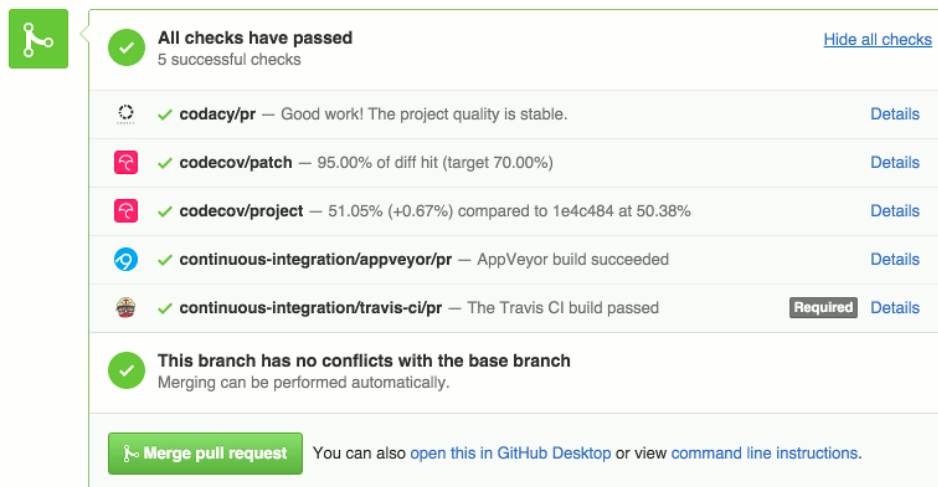 All checks have passed
5 successful checks
Hide all checks
codacy/pr — Good work! The project quality is stable. Details
codecov/patch — 95.00% of diff hit (target 70.00%) Details
codecov/project — 51.05% (+0.67%) compared to 1e4c484 at 50.38% Details
continuous-integration/appveyor/pr — AppVeyor build succeeded Details
continuous-integration/travis-ci/pr — The Travis CI build passed Required Details
This branch has no conflicts with the base branch
Merging can be performed automatically.
Merge pull request You can also open this in GitHub Desktop or view command line instructions.